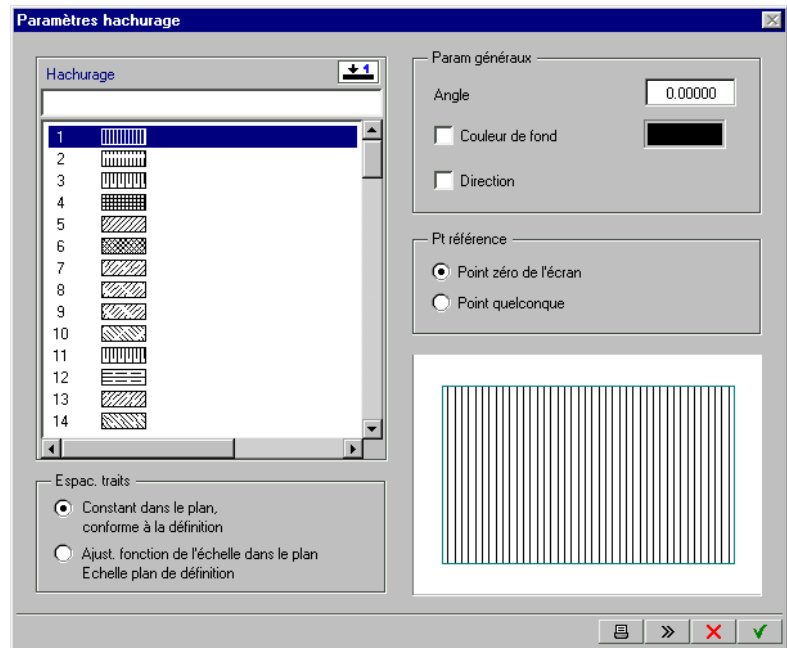 Paramètres hachurage
Hachurage
1
1
2
3
4
5
6
7
8
9
10
11
12
13
14
Espac. traits
Constant dans le plan,
conforme à la définition
Ajust. fonction de l'échelle dans le plan
Echelle plan de définition
Param généraux
Angle 0.00000
Couleur de fond
Direction
Pt référence
Point zéro de l'écran
Point quelconque